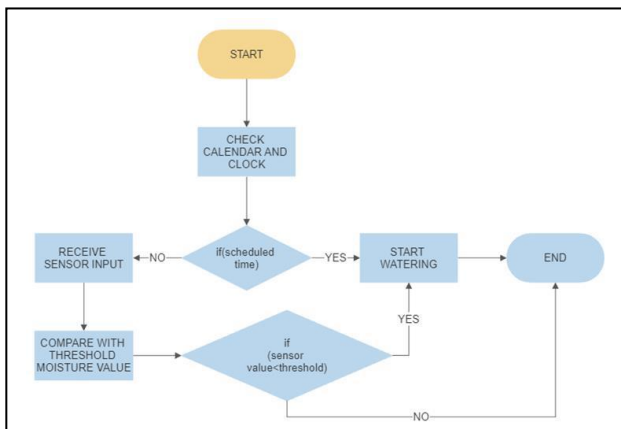 START
CHECK
CALENDAR AND
CLOCK
if(scheduled
time)
NO
YES
RECEIVE
SENSOR INPUT
START
WATERING
END
COMPARE WITH
THRESHOLD
MOISTURE VALUE
if
(sensor
value<threshold)
YES
NO